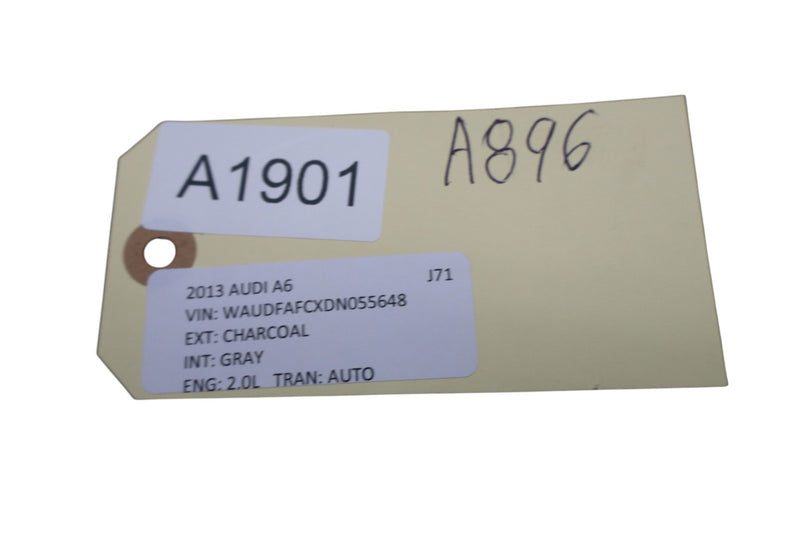 A1901
A896
2013 AUDI A6 J71
VIN: WAUDFAFCXDN055648
EXT: CHARCOAL
INT: GRAY
ENG: 2.0L TRAN: AUTO